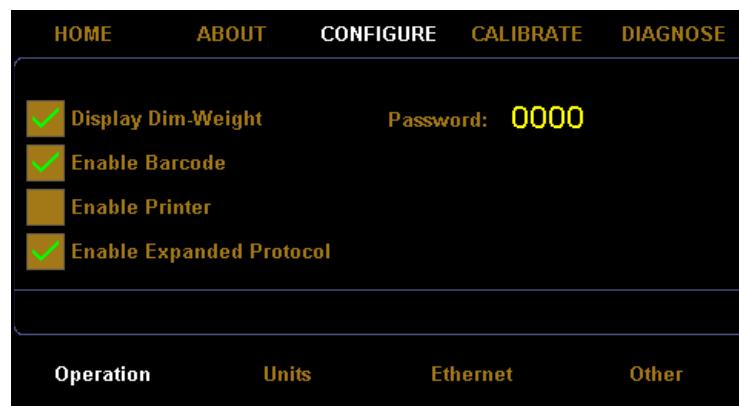 HOME ABOUT CONFIGURE CALIBRATE DIAGNOSE
Display Dim-Weight Password: 0000
Enable Barcode
Enable Printer
Enable Expanded Protocol
Operation Units Ethernet Other